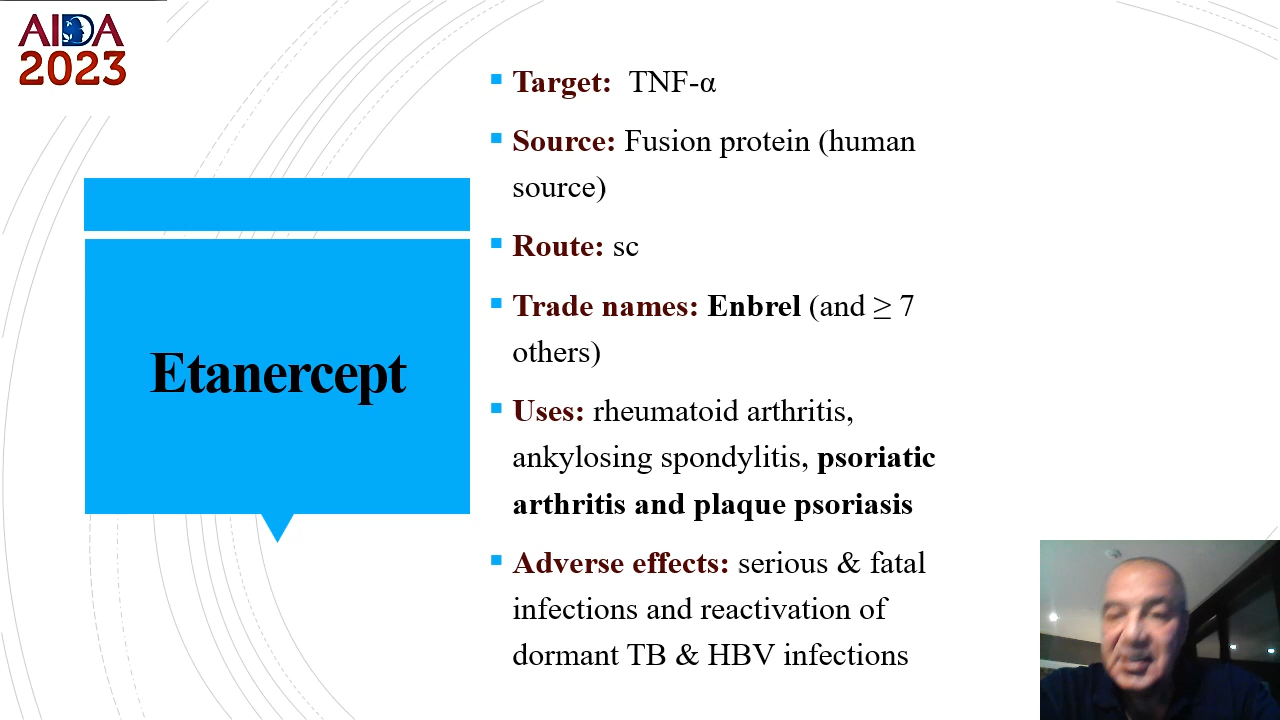 AIDA
2023
Etanercept
Target: TNF-α
Source: Fusion protein (human
source)
Route: sc
Trade names: Enbrel (and ≥ 7
others)
Uses: rheumatoid arthritis,
ankylosing spondylitis, psoriatic
arthritis and plaque psoriasis
Adverse effects: serious & fatal
infections and reactivation of
dormant TB & HBV infections